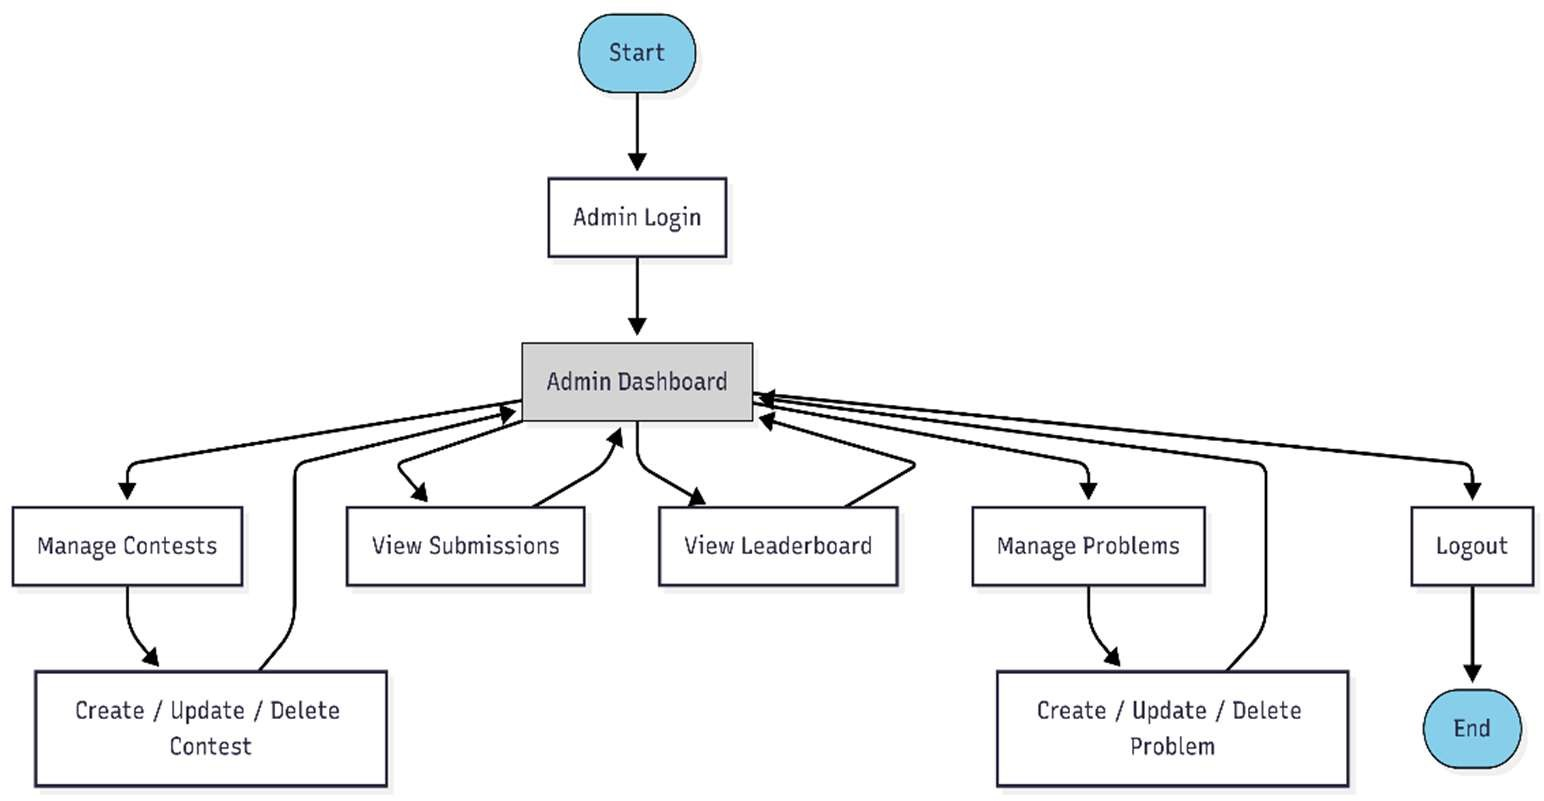 Start
Admin Login
Admin Dashboard
Manage Contests
View Submissions
View Leaderboard
Manage Problems
Logout
Create / Update / Delete
Contest
Create / Update / Delete
Problem
End